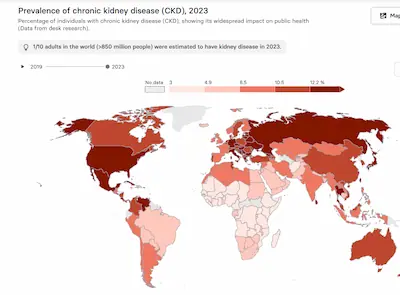 Prevalence of chronic kidney disease (CKD), 2023
Percentage of individuals with chronic kidney disease (CKD), showing its widespread impact on public health
(Data from desk research).
1/10 adults in the world (>850 million people) were estimated to have kidney disease in 2023.
2019 2023
No data 3 4.9 8.5 10.5 12.2 %
Map